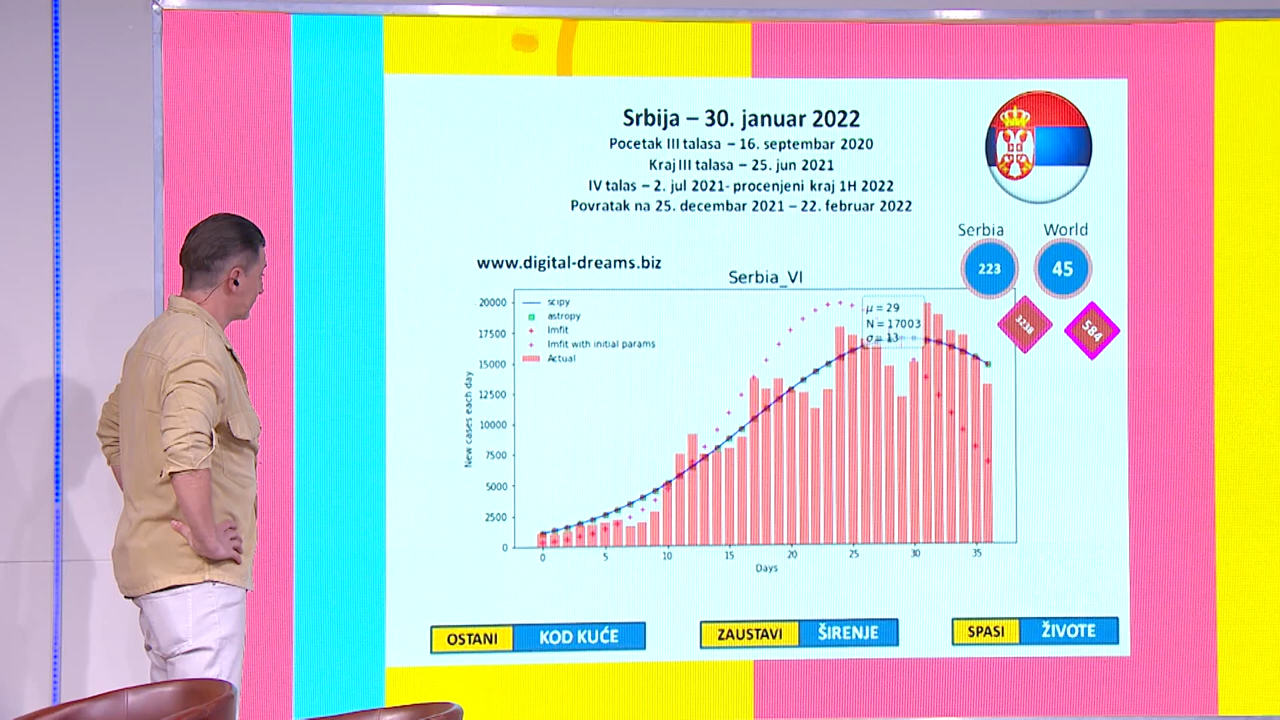 Srbija – 30. januar 2022
Pocetak III talasa – 16. septembar 2020
Kraj III talasa – 25. jun 2021
IV talas – 2. jul 2021- procenjeni kraj 1H 2022
Povratak na 25. decembar 2021 – 22. februar 2022
Serbia World
223 45
1238 584
www.digital-dreams.biz
Serbia_VI
scipy
astropy
lmfit
lmfit with initial params
Actual
μ = 29
N = 17003
σ = 13
New cases each day
20000
17500
15000
12500
10000
7500
5000
2500
0
0 5 10 15 20 25 30 35
Days
OSTANI KOD KUĆE
ZAUSTAVI ŠIRENJE
SPASI ŽIVOTE